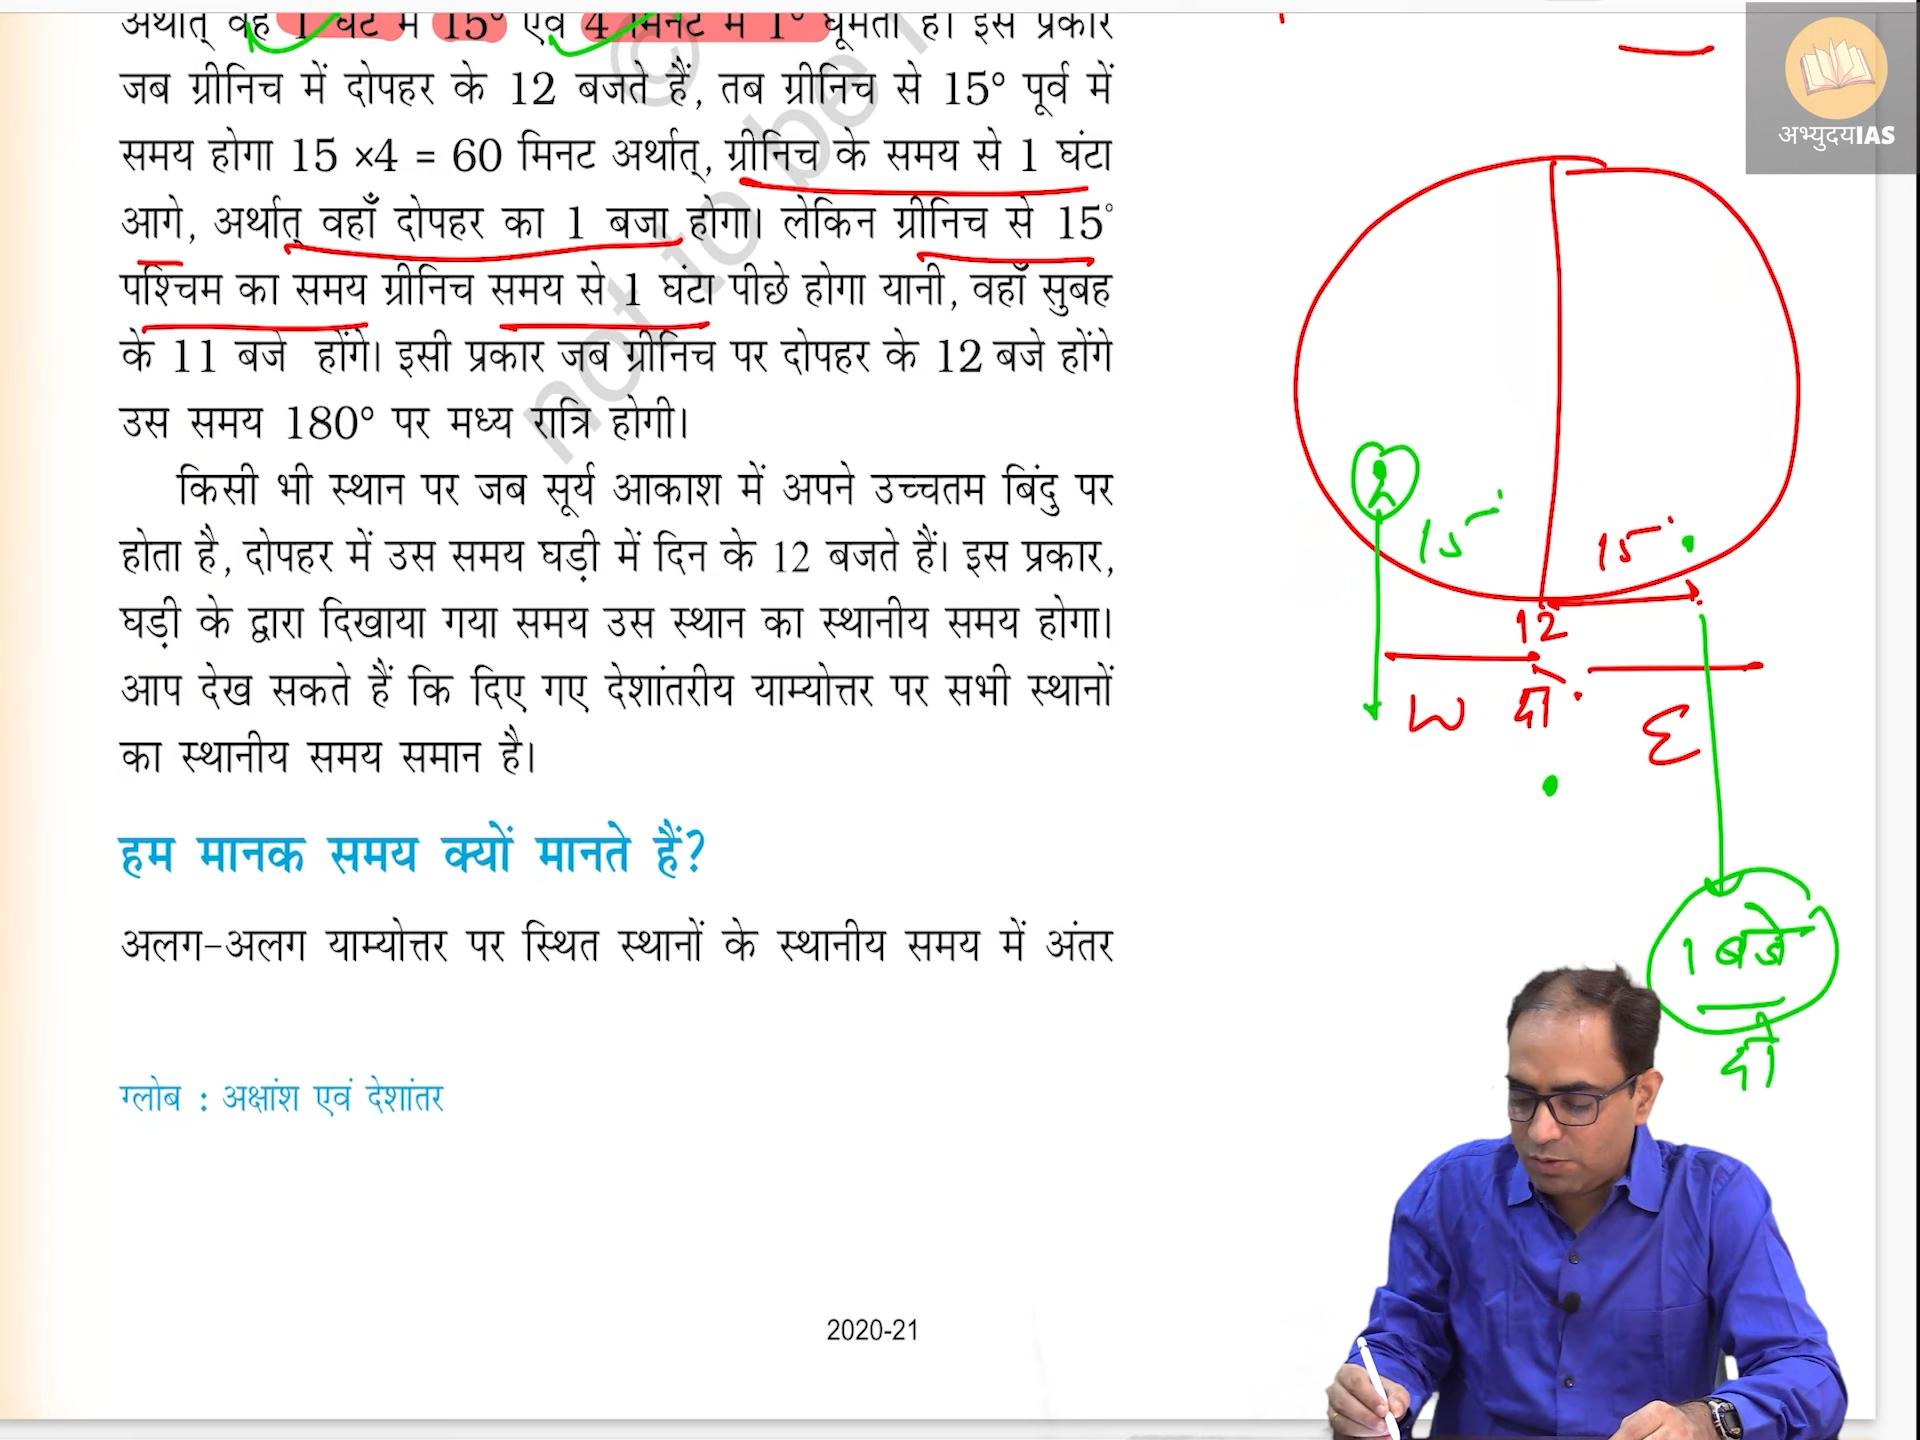 अर्थात् वह 1 घंटे में 15° एवं 4 मिनट में 1° घूमती है। इस प्रकार
जब ग्रीनिच में दोपहर के 12 बजते हैं, तब ग्रीनिच से 15° पूर्व में
समय होगा 15 ×4 = 60 मिनट अर्थात्, ग्रीनिच के समय से 1 घंटा
आगे, अर्थात् वहाँ दोपहर का 1 बजा होगा। लेकिन ग्रीनिच से 15°
पश्चिम का समय ग्रीनिच समय से 1 घंटा पीछे होगा यानी, वहाँ सुबह
के 11 बजे होंगे। इसी प्रकार जब ग्रीनिच पर दोपहर के 12 बजे होंगे
उस समय 180° पर मध्य रात्रि होगी।
किसी भी स्थान पर जब सूर्य आकाश में अपने उच्चतम बिंदु पर
होता है, दोपहर में उस समय घड़ी में दिन के 12 बजते हैं। इस प्रकार,
घड़ी के द्वारा दिखाया गया समय उस स्थान का स्थानीय समय होगा।
आप देख सकते हैं कि दिए गए देशांतरीय याम्योत्तर पर सभी स्थानों
का स्थानीय समय समान है।
हम मानक समय क्यों मानते हैं?
अलग-अलग याम्योत्तर पर स्थित स्थानों के स्थानीय समय में अंतर
ग्लोब : अक्षांश एवं देशांतर
2020-21
© not to be
अभ्युदयIAS
15° 15°
12
W दो. E
1 बजे
दो